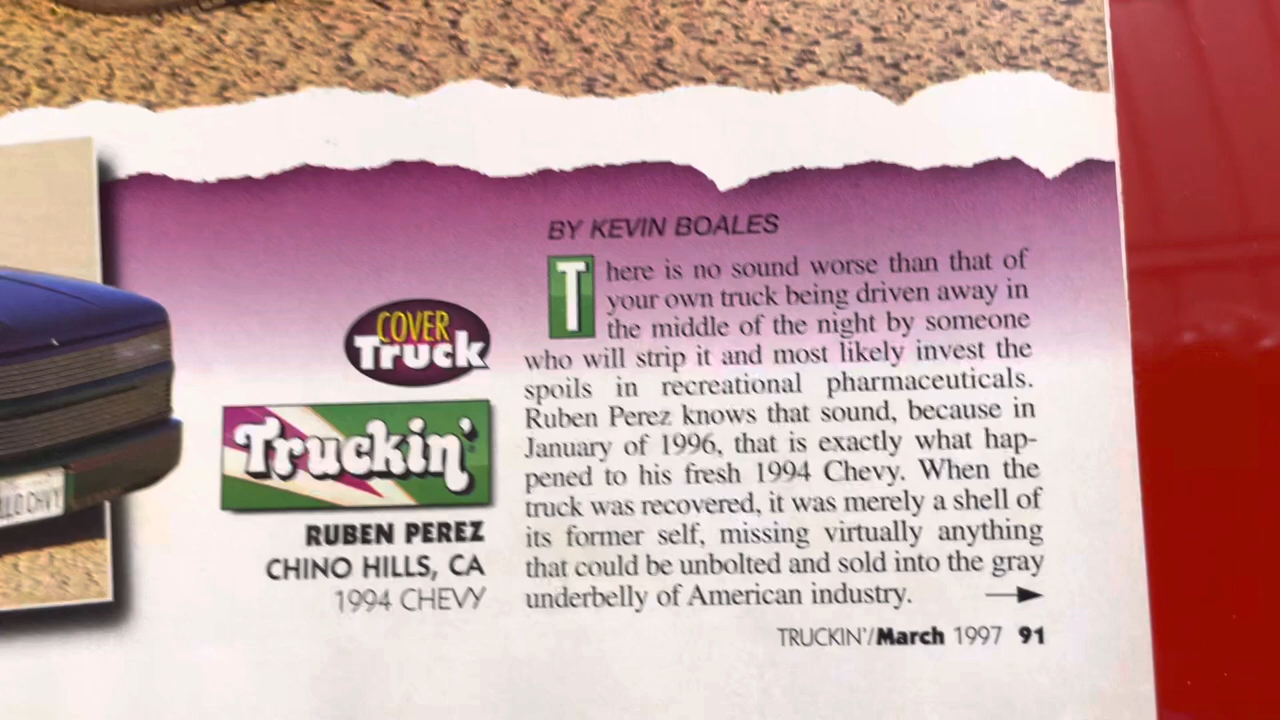 BY KEVIN BOALES
There is no sound worse than that of
your own truck being driven away in
the middle of the night by someone
who will strip it and most likely invest the
spoils in recreational pharmaceuticals.
Ruben Perez knows that sound, because in
January of 1996, that is exactly what hap-
pened to his fresh 1994 Chevy. When the
truck was recovered, it was merely a shell of
its former self, missing virtually anything
that could be unbolted and sold into the gray
underbelly of American industry.
COVER
Truck
Truckin'
RUBEN PEREZ
CHINO HILLS, CA
1994 CHEVY
TRUCKIN'/March 1997 91